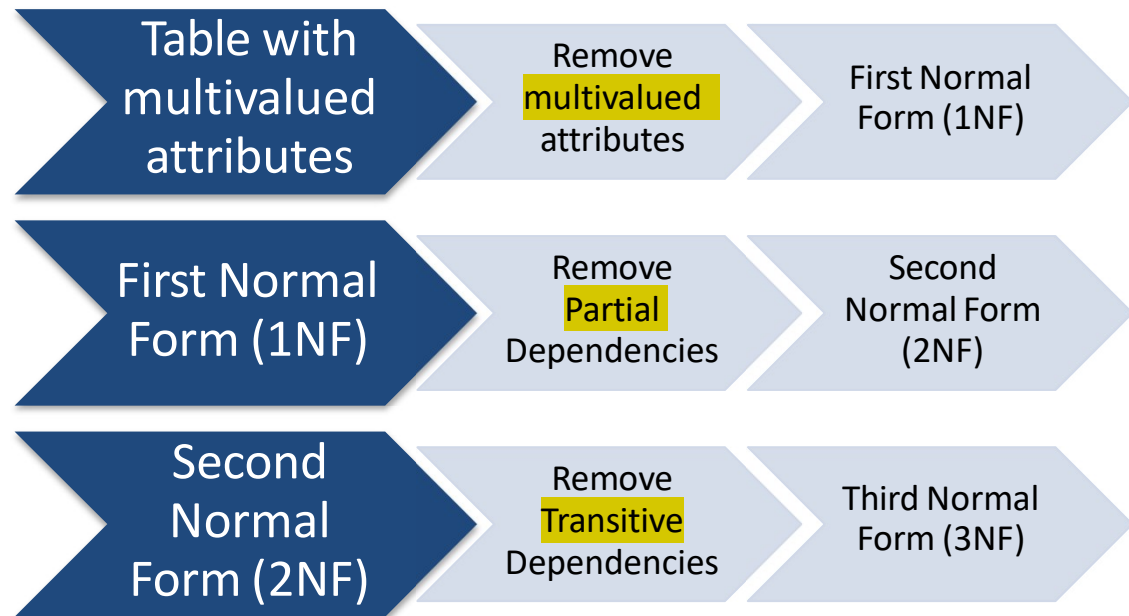 Table with
multivalued
attributes
Remove
multivalued
attributes
First Normal
Form (1NF)
First Normal
Form (1NF)
Remove
Partial
Dependencies
Second
Normal Form
(2NF)
Second
Normal
Form (2NF)
Remove
Transitive
Dependencies
Third Normal
Form (3NF)